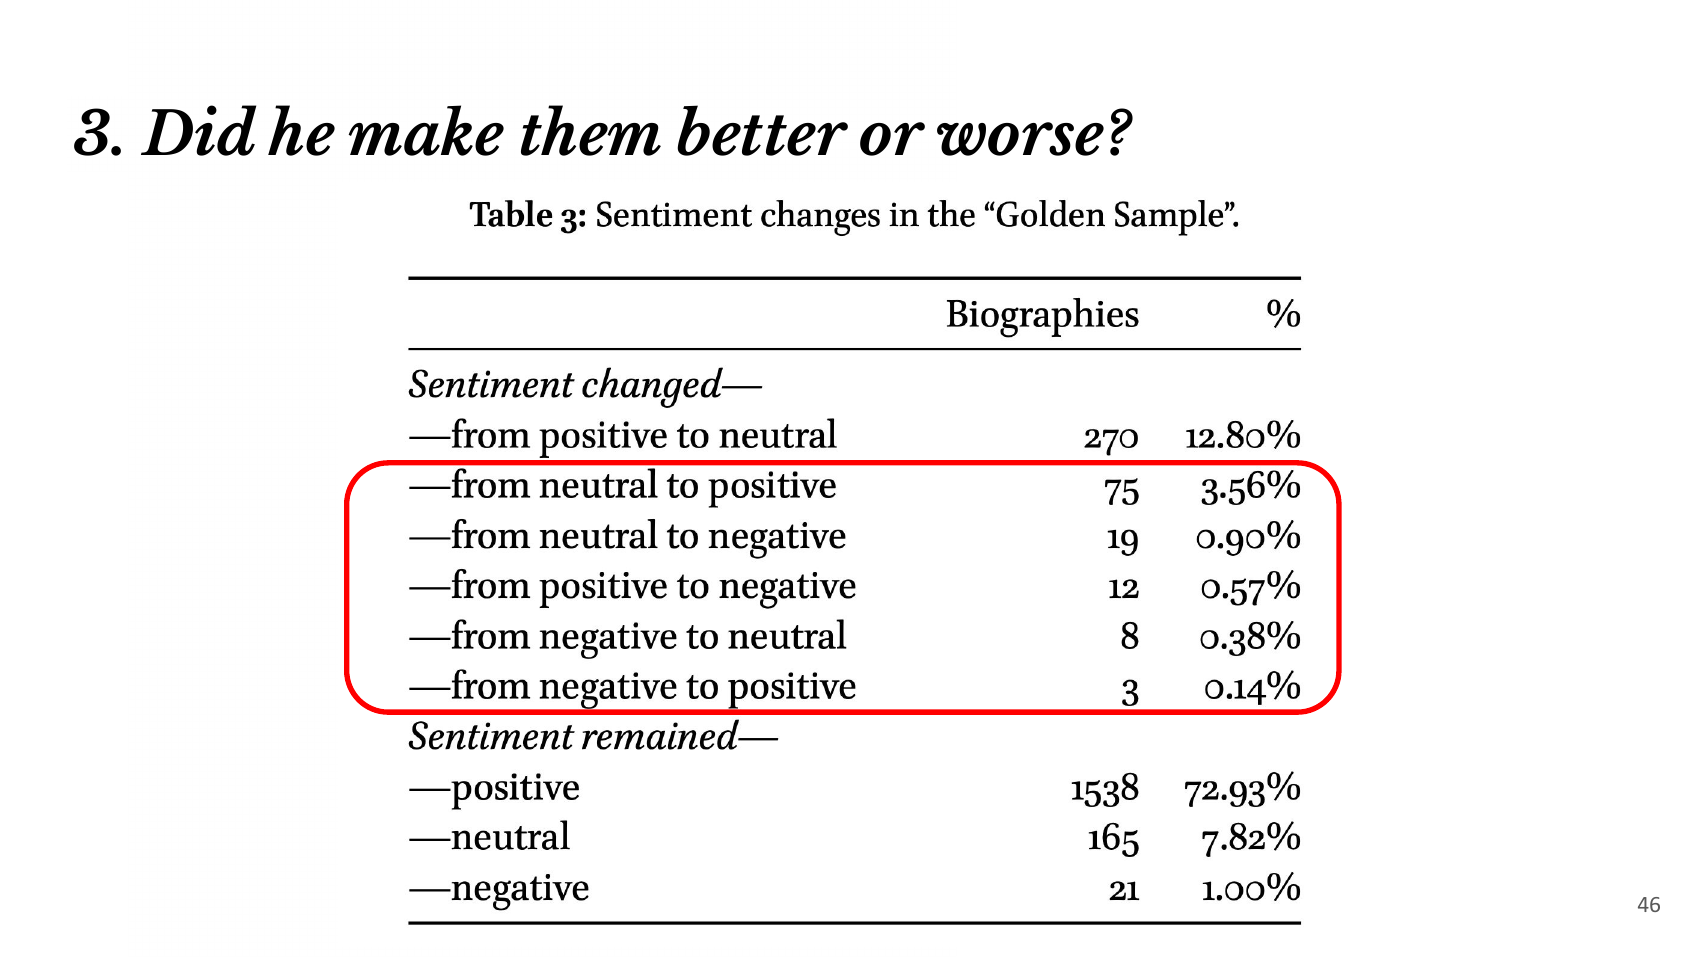 3. Did he make them better or worse?
Table 3: Sentiment changes in the “Golden Sample”.
Biographies %
Sentiment changed—
—from positive to neutral 270 12.80%
—from neutral to positive 75 3.56%
—from neutral to negative 19 0.90%
—from positive to negative 12 0.57%
—from negative to neutral 8 0.38%
—from negative to positive 3 0.14%
Sentiment remained—
—positive 1538 72.93%
—neutral 165 7.82%
—negative 21 1.00%
46